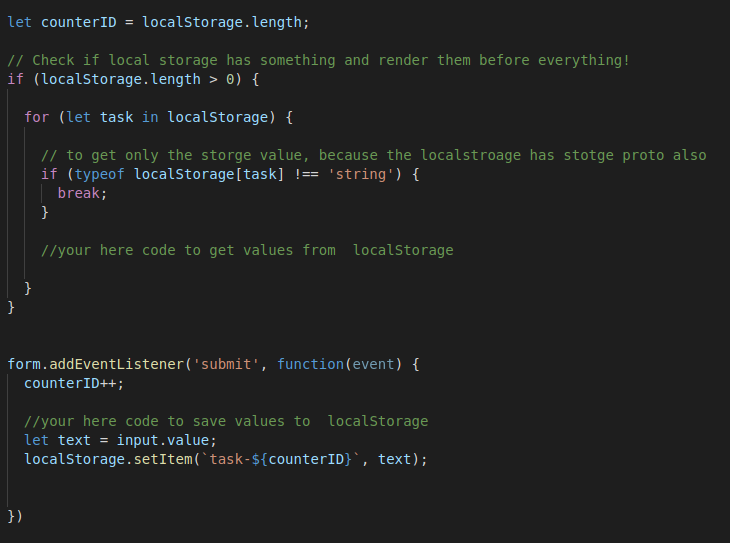 let counterID = localStorage.length;
// Check if local storage has something and render them before everything!
if (localStorage.length > 0) {
for (let task in localStorage) {
// to get only the storge value, because the localstroage has stotge proto also
if (typeof localStorage[task] !== 'string') {
break;
}
//your here code to get values from  localStorage
}
}
form.addEventListener('submit', function(event) {
counterID++;
//your here code to save values to  localStorage
let text = input.value;
localStorage.setItem(`task-${counterID}`, text);
})